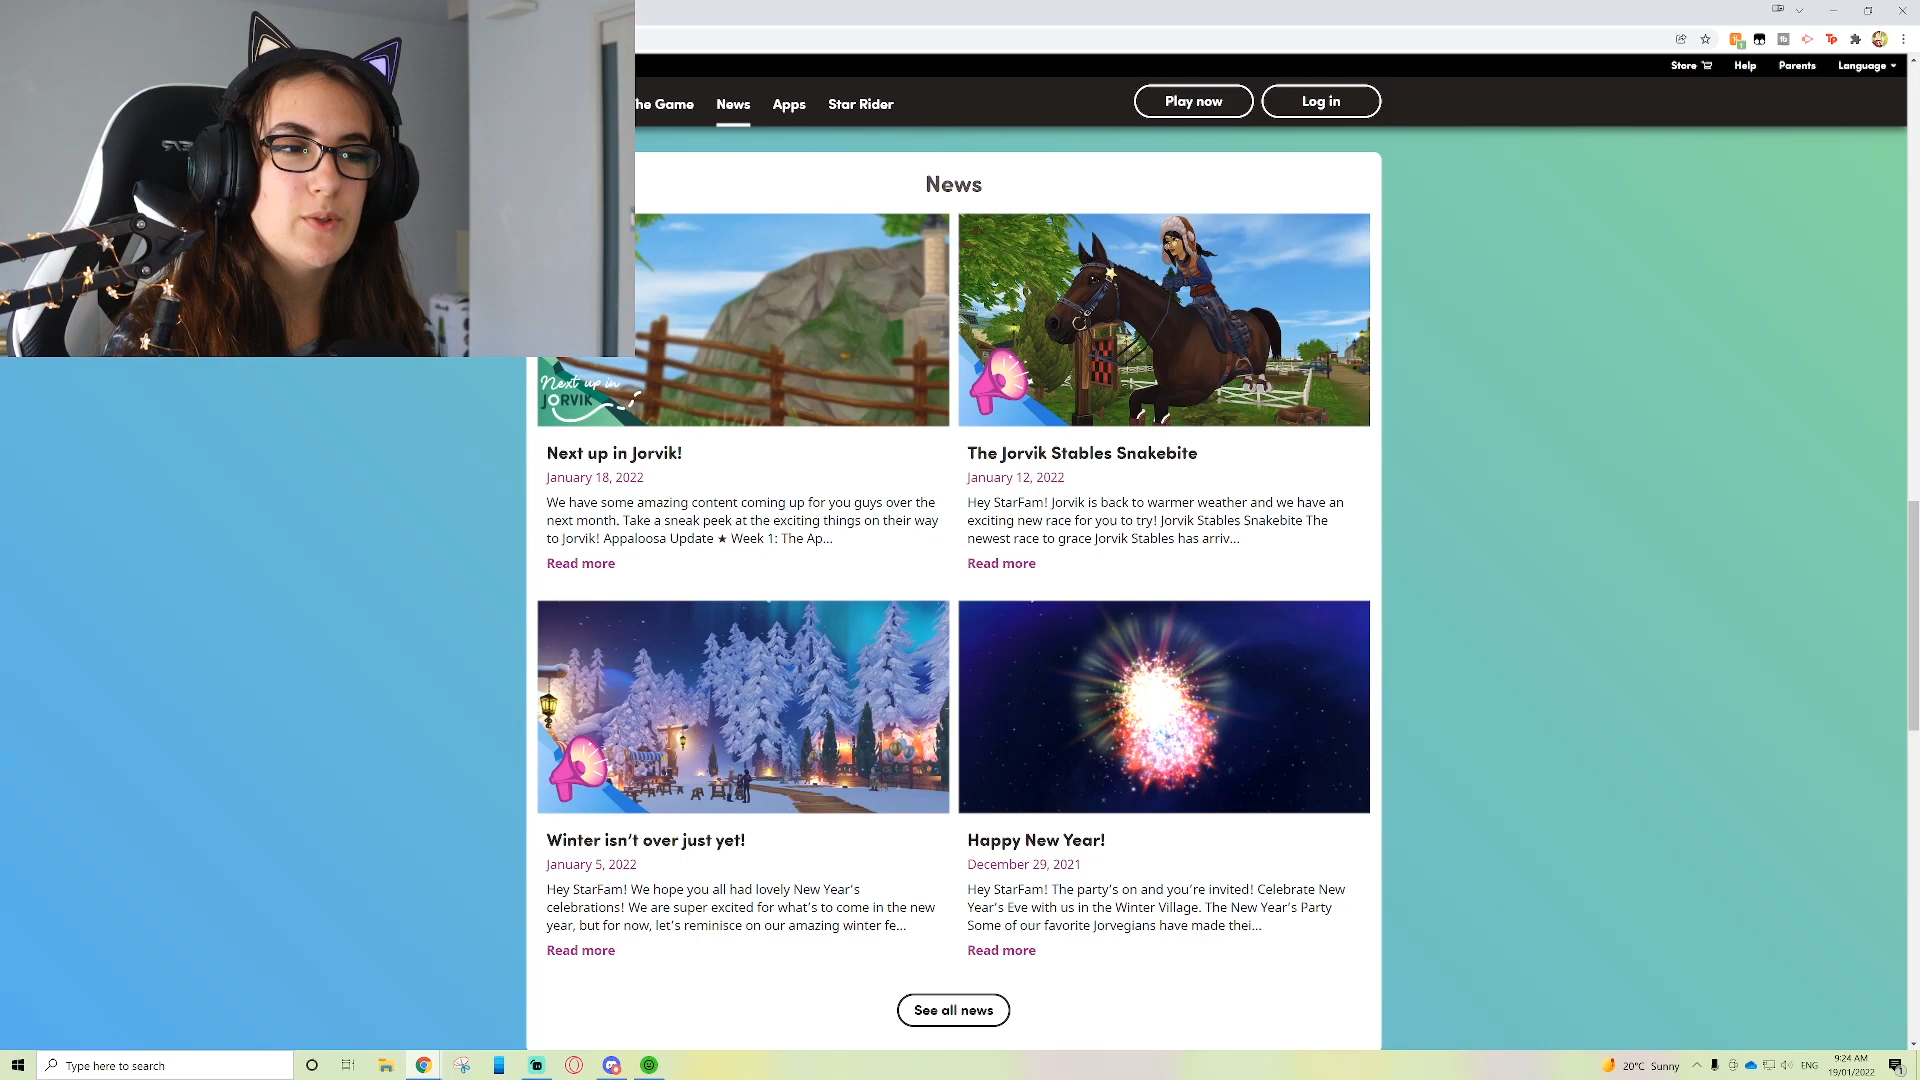 Store
Help
Parents
Language
he Game
News
Apps
Star Rider
Play now
Log in
News
Next up in
JORVIK
Next up in Jorvik!
January 18, 2022
We have some amazing content coming up for you guys over the
next month. Take a sneak peek at the exciting things on their way
to Jorvik! Appaloosa Update ★ Week 1: The Ap...
Read more
The Jorvik Stables Snakebite
January 12, 2022
Hey StarFam! Jorvik is back to warmer weather and we have an
exciting new race for you to try! Jorvik Stables Snakebite The
newest race to grace Jorvik Stables has arriv...
Read more
Winter isn't over just yet!
January 5, 2022
Hey StarFam! We hope you all had lovely New Year's
celebrations! We are super excited for what's to come in the new
year, but for now, let's reminisce on our amazing winter fe...
Read more
Happy New Year!
December 29, 2021
Hey StarFam! The party's on and you're invited! Celebrate New
Year's Eve with us in the Winter Village. The New Year's Party
Some of our favorite Jorvegians have made thei...
Read more
See all news
Type here to search
20°C Sunny
ENG
9:24 AM
19/01/2022